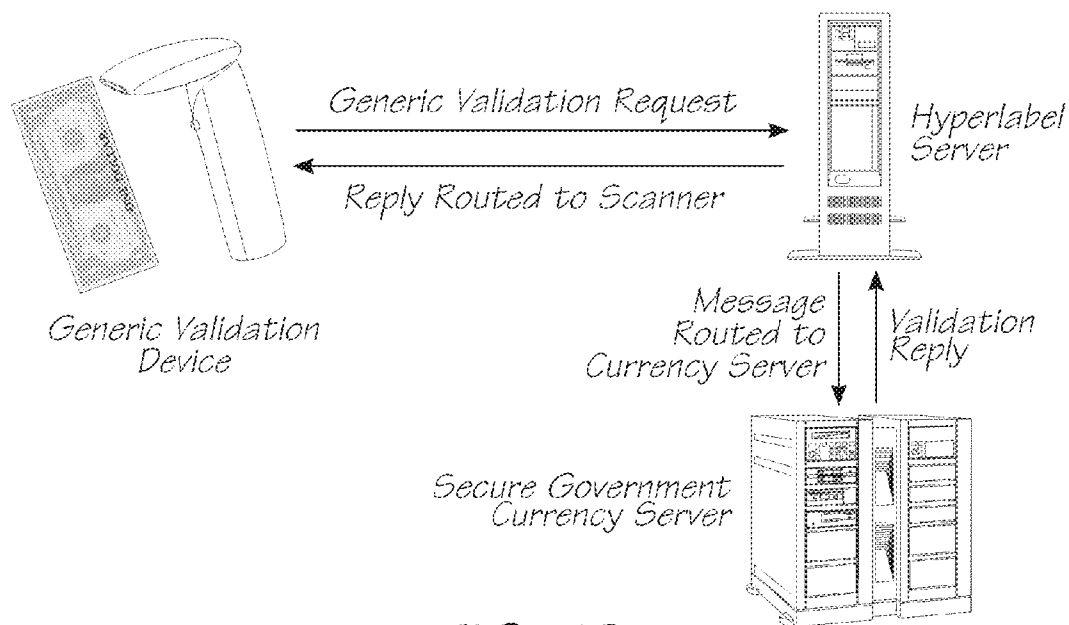 Generic Validation Request
Reply Routed to Scanner
Hyperlabel
Server
Generic Validation
Device
Message
Routed to
Currency Server
Validation
Reply
Secure Government
Currency Server